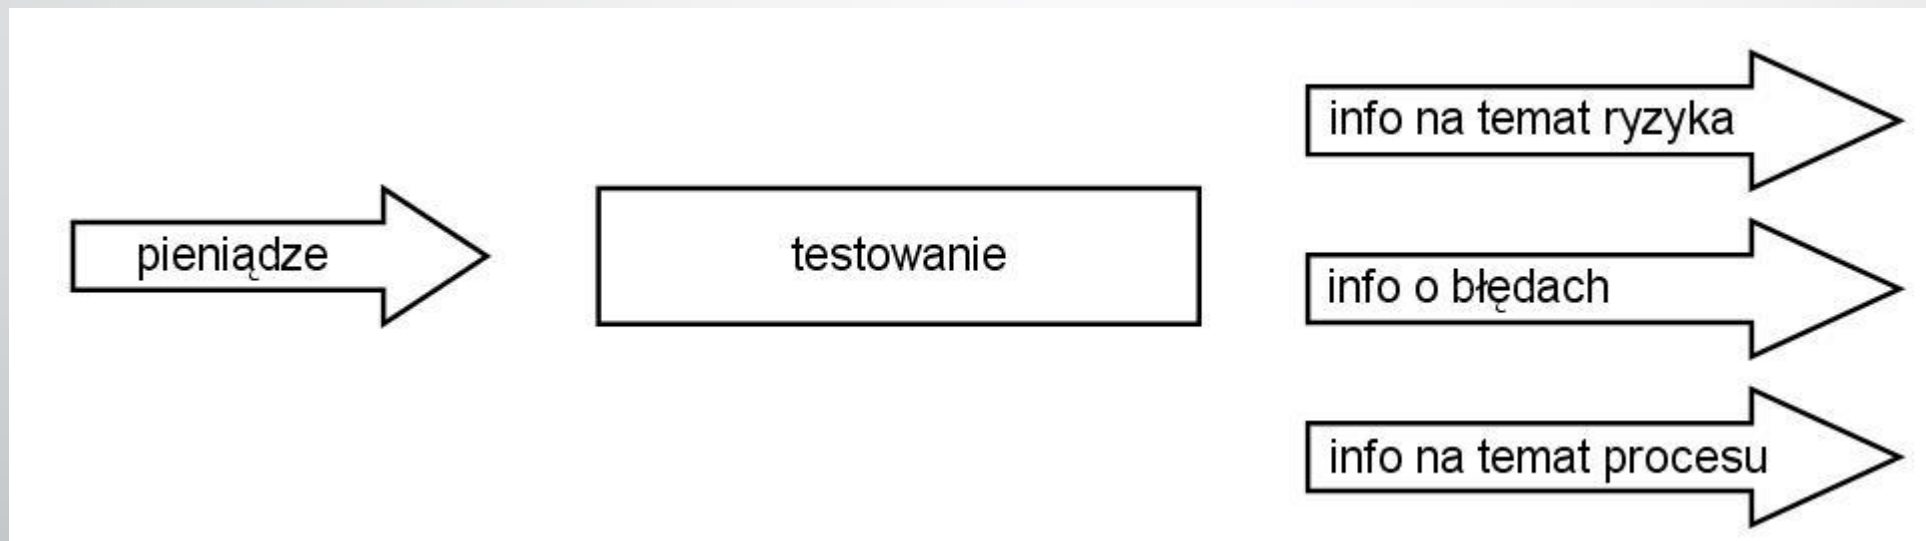 pieniądze
testowanie
info na temat ryzyka
info o błędach
info na temat procesu